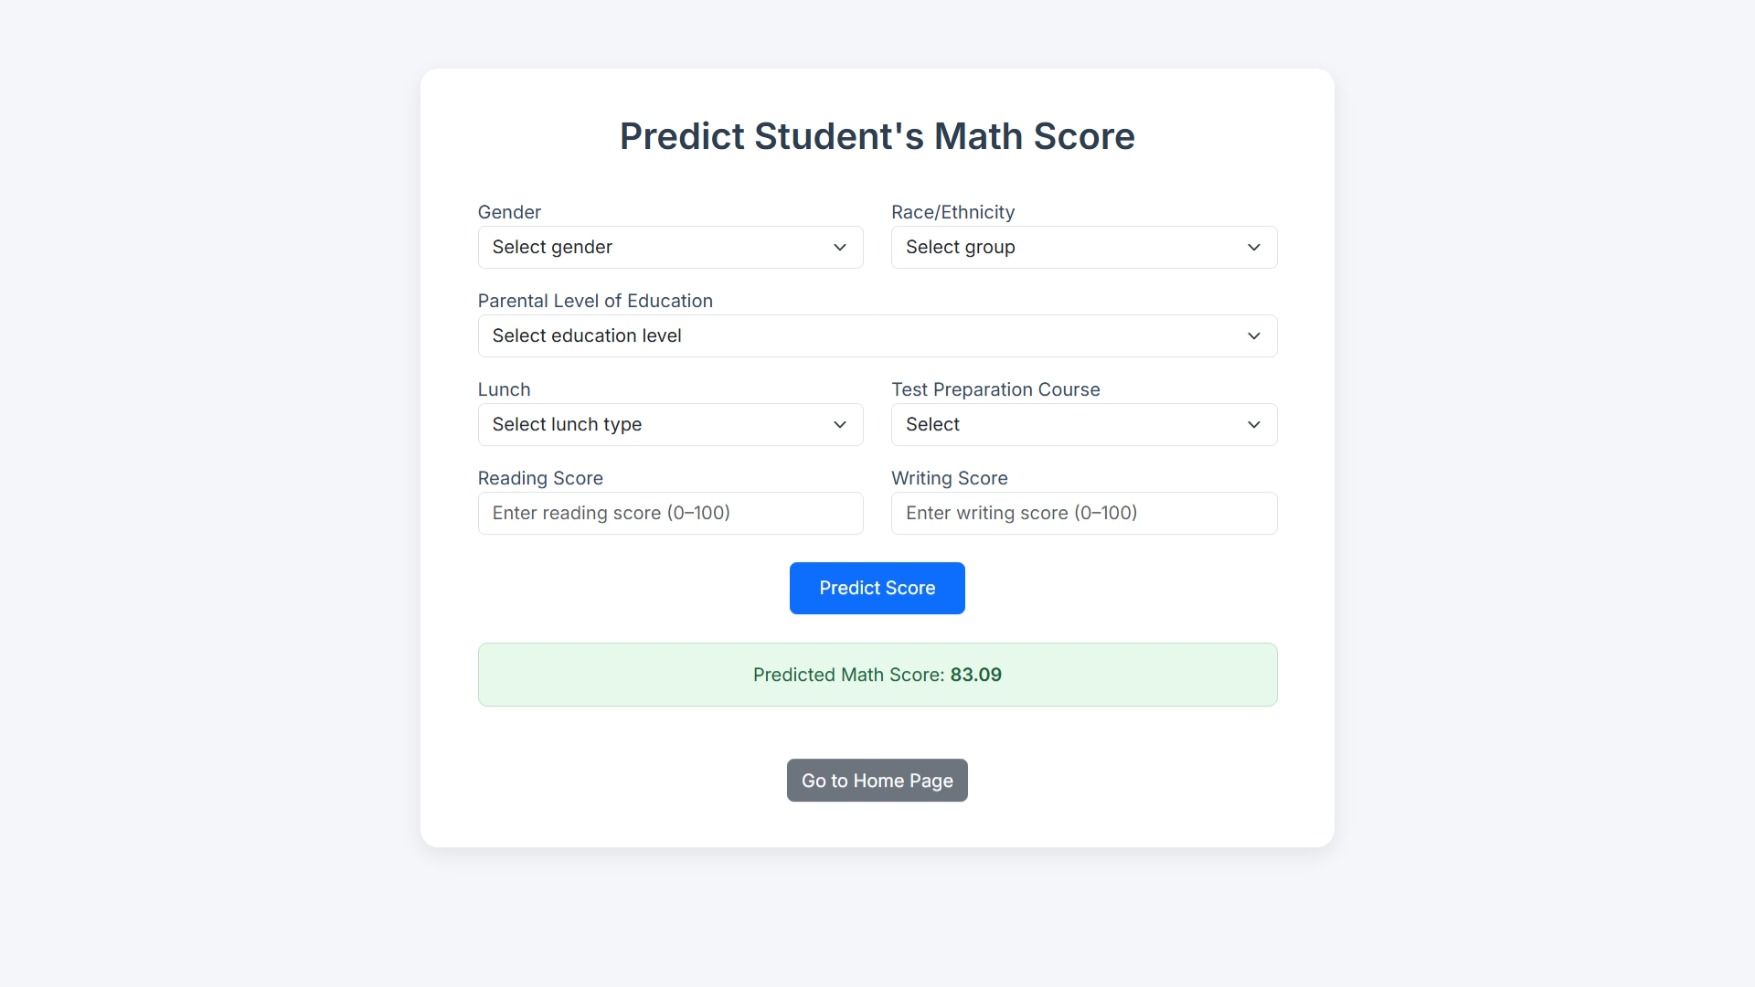 Predict Student's Math Score
Gender
Race/Ethnicity
Select gender
Select group
Parental Level of Education
Select education level
Lunch
Test Preparation Course
Select lunch type
Select
Reading Score
Writing Score
Enter reading score (0–100)
Enter writing score (0–100)
Predict Score
Predicted Math Score: 83.09
Go to Home Page